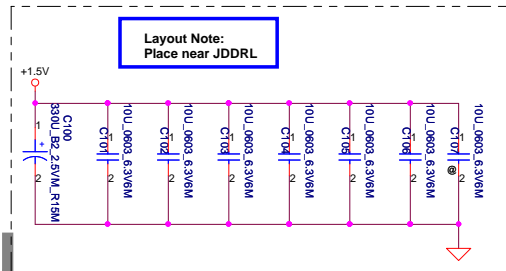 Layout Note:
Place near JDDRL
+1.5V
1
+
2
C100
330U_B2_2.5VM_R15M
C101
1
2
10U_0603_6.3V6M
C102
1
2
10U_0603_6.3V6M
C103
1
2
10U_0603_6.3V6M
C104
1
2
10U_0603_6.3V6M
C105
1
2
10U_0603_6.3V6M
C106
1
2
10U_0603_6.3V6M
C107
1
@
2
10U_0603_6.3V6M